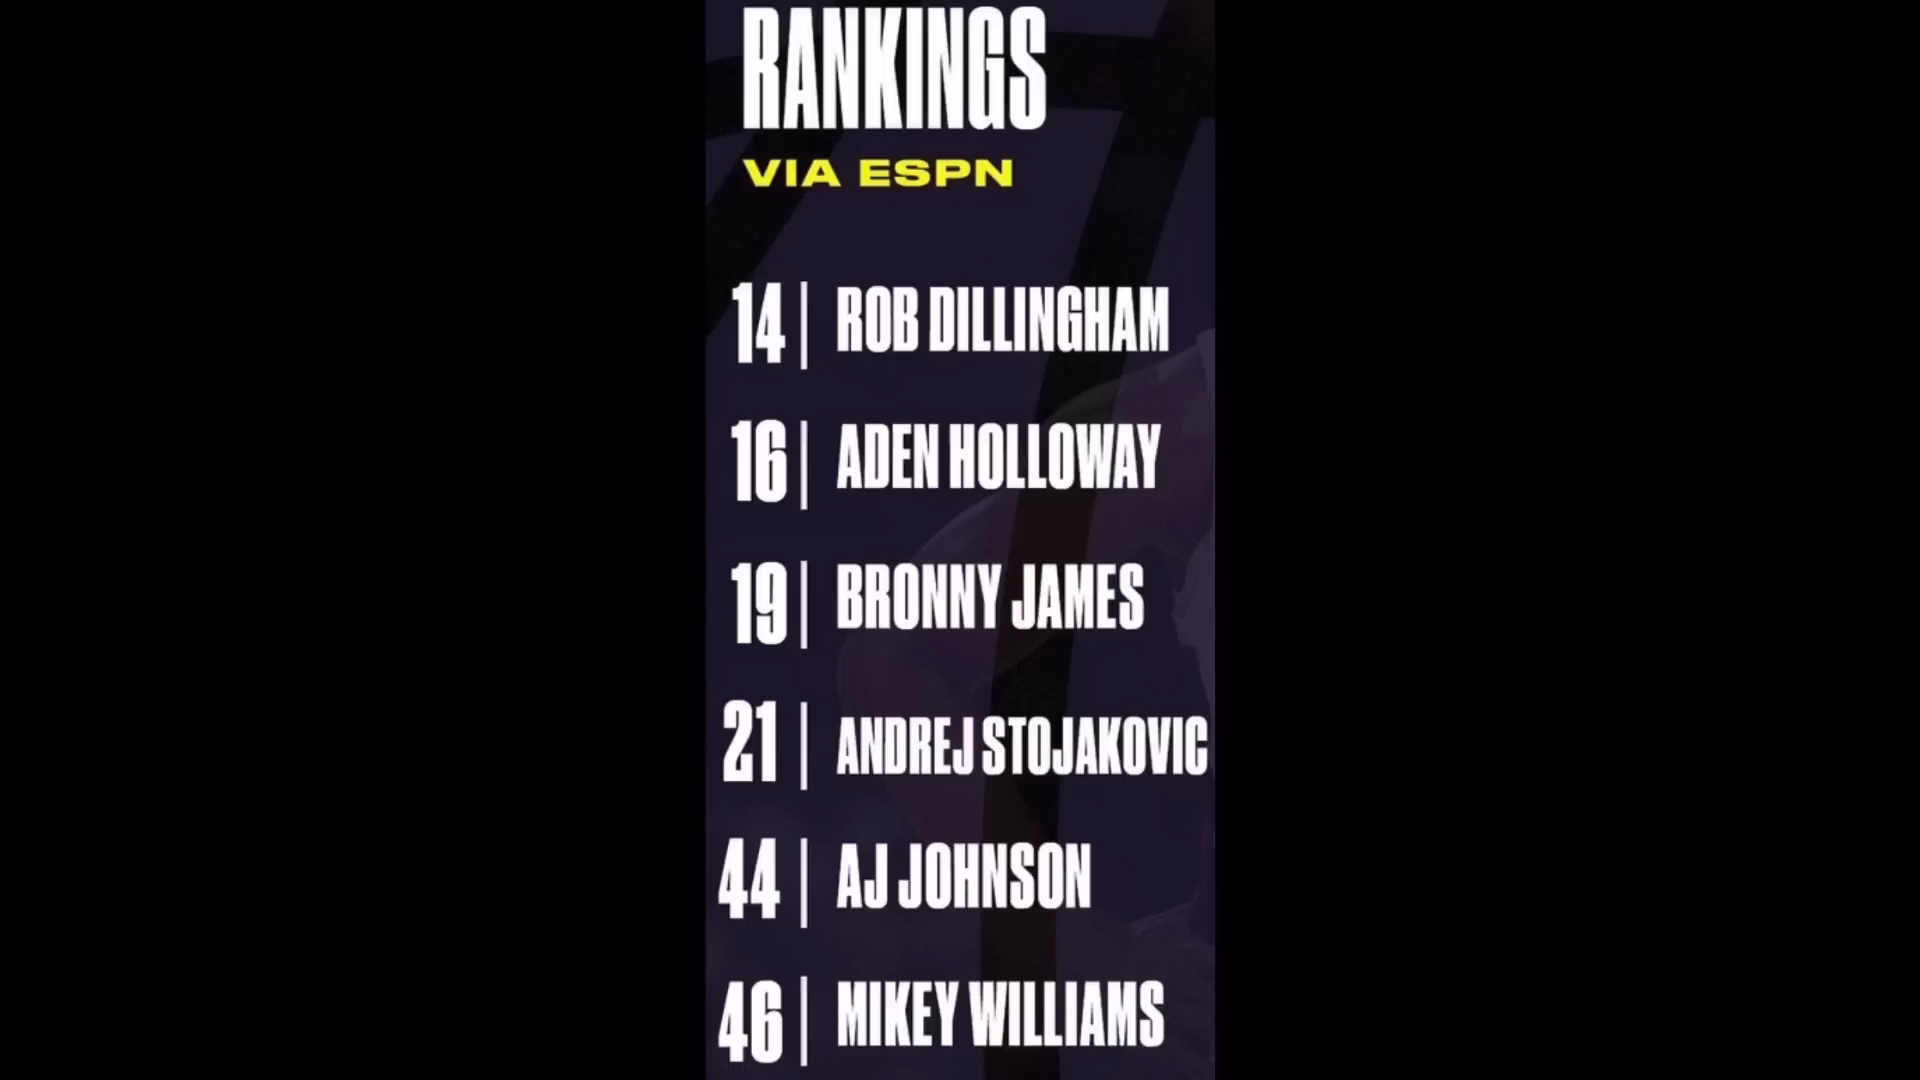 RANKINGS
VIA ESPN
14 | ROB DILLINGHAM
16 | ADEN HOLLOWAY
19 | BRONNY JAMES
21 | ANDREJ STOJAKOVIC
44 | AJ JOHNSON
46 | MIKEY WILLIAMS